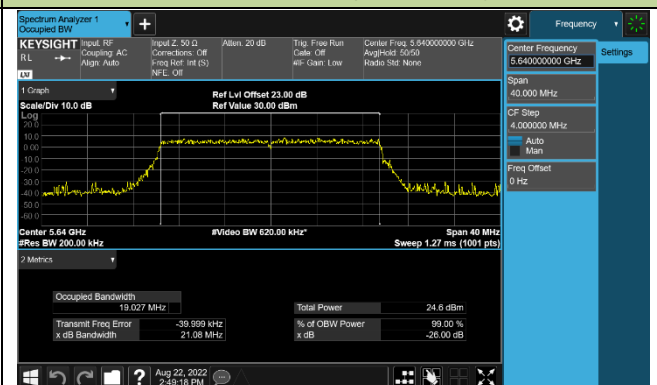 Spectrum Analyzer 1
Occupied BW
Frequency
KEYSIGHT
RL
LXI
Input: RF
Coupling: AC
Align: Auto
Input Z: 50 Ω
Corrections: Off
Freq Ref: Int (S)
NFE: Off
Atten: 20 dB
Trig: Free Run
Gate: Off
#IF Gain: Low
Center Freq: 5.640000000 GHz
Avg|Hold: 50/50
Radio Std: None
Center Frequency
5.640000000 GHz
Settings
Span
40.000 MHz
CF Step
4.000000 MHz
Auto
Man
Freq Offset
0 Hz
1 Graph
Scale/Div 10.0 dB
Ref Lvl Offset 23.00 dB
Ref Value 30.00 dBm
Log
20.0
10.0
0.00
-10.0
-20.0
-30.0
-40.0
-50.0
-60.0
Center 5.64 GHz
#Res BW 200.00 kHz
#Video BW 620.00 kHz*
Span 40 MHz
Sweep 1.27 ms (1001 pts)
2 Metrics
Occupied Bandwidth
19.027 MHz
Total Power 24.6 dBm
Transmit Freq Error -39.999 kHz
% of OBW Power 99.00 %
x dB Bandwidth 21.08 MHz
x dB -26.00 dB
?
Aug 22, 2022
2:49:18 PM